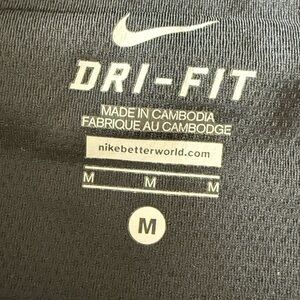 DRI-FIT
MADE IN CAMBODIA
FABRIQUE AU CAMBODGE
nikebetterworld.com
M M M
M